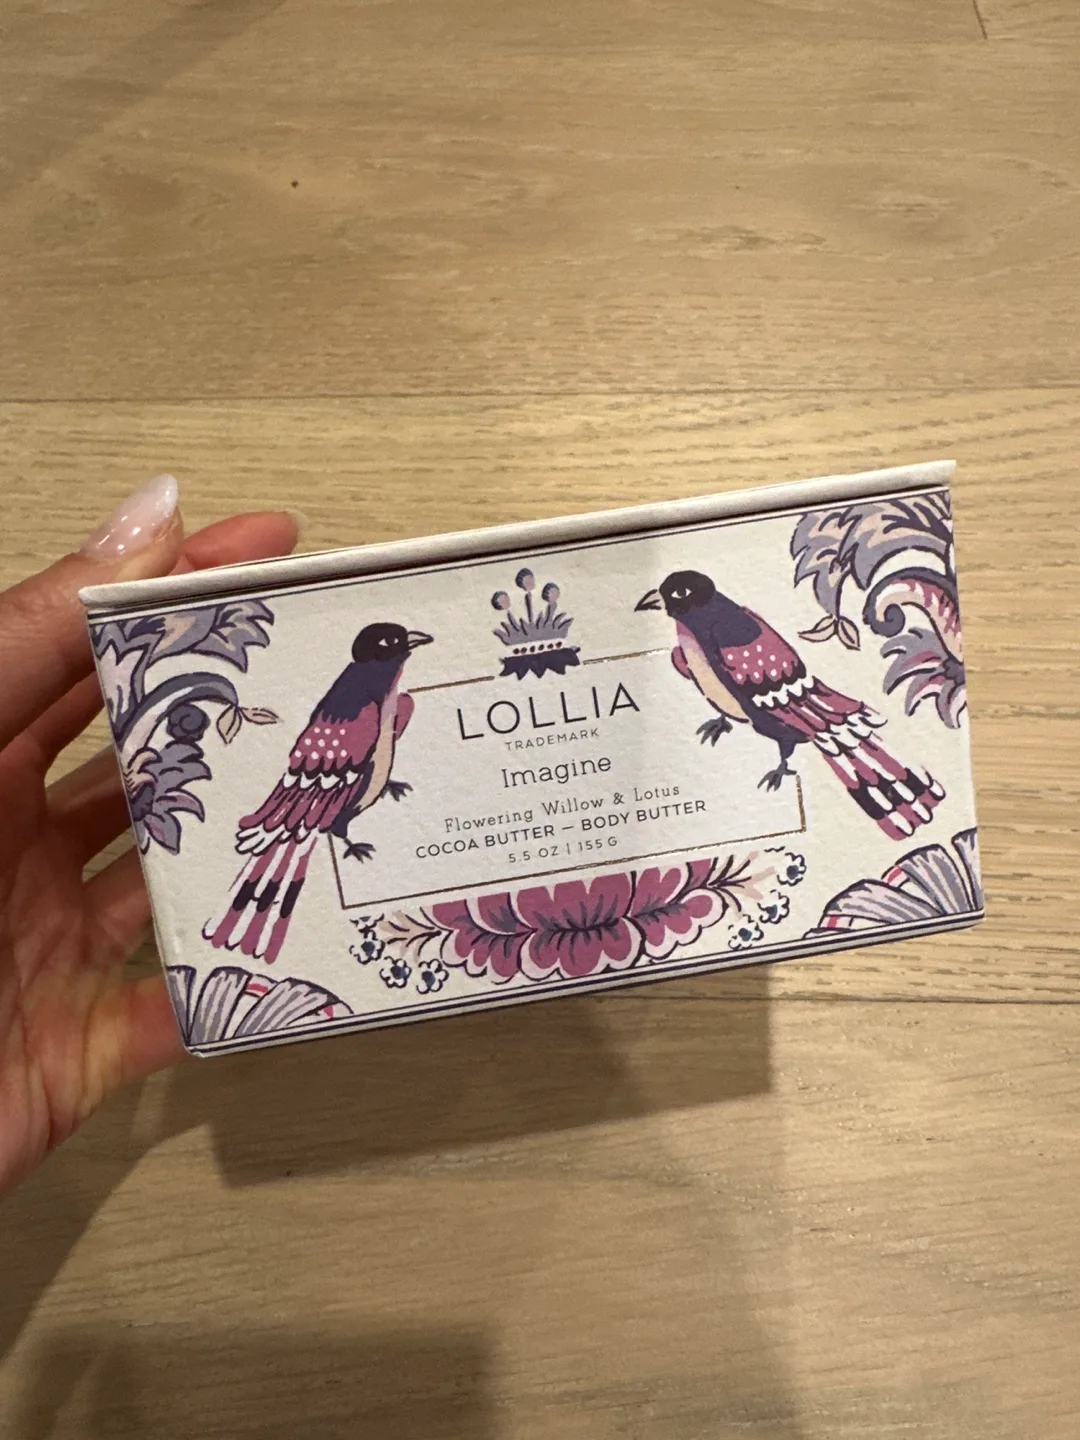 LOLLIA
TRADEMARK
Imagine
Flowering Willow & Lotus
COCOA BUTTER — BODY BUTTER
5.5 OZ | 155 G